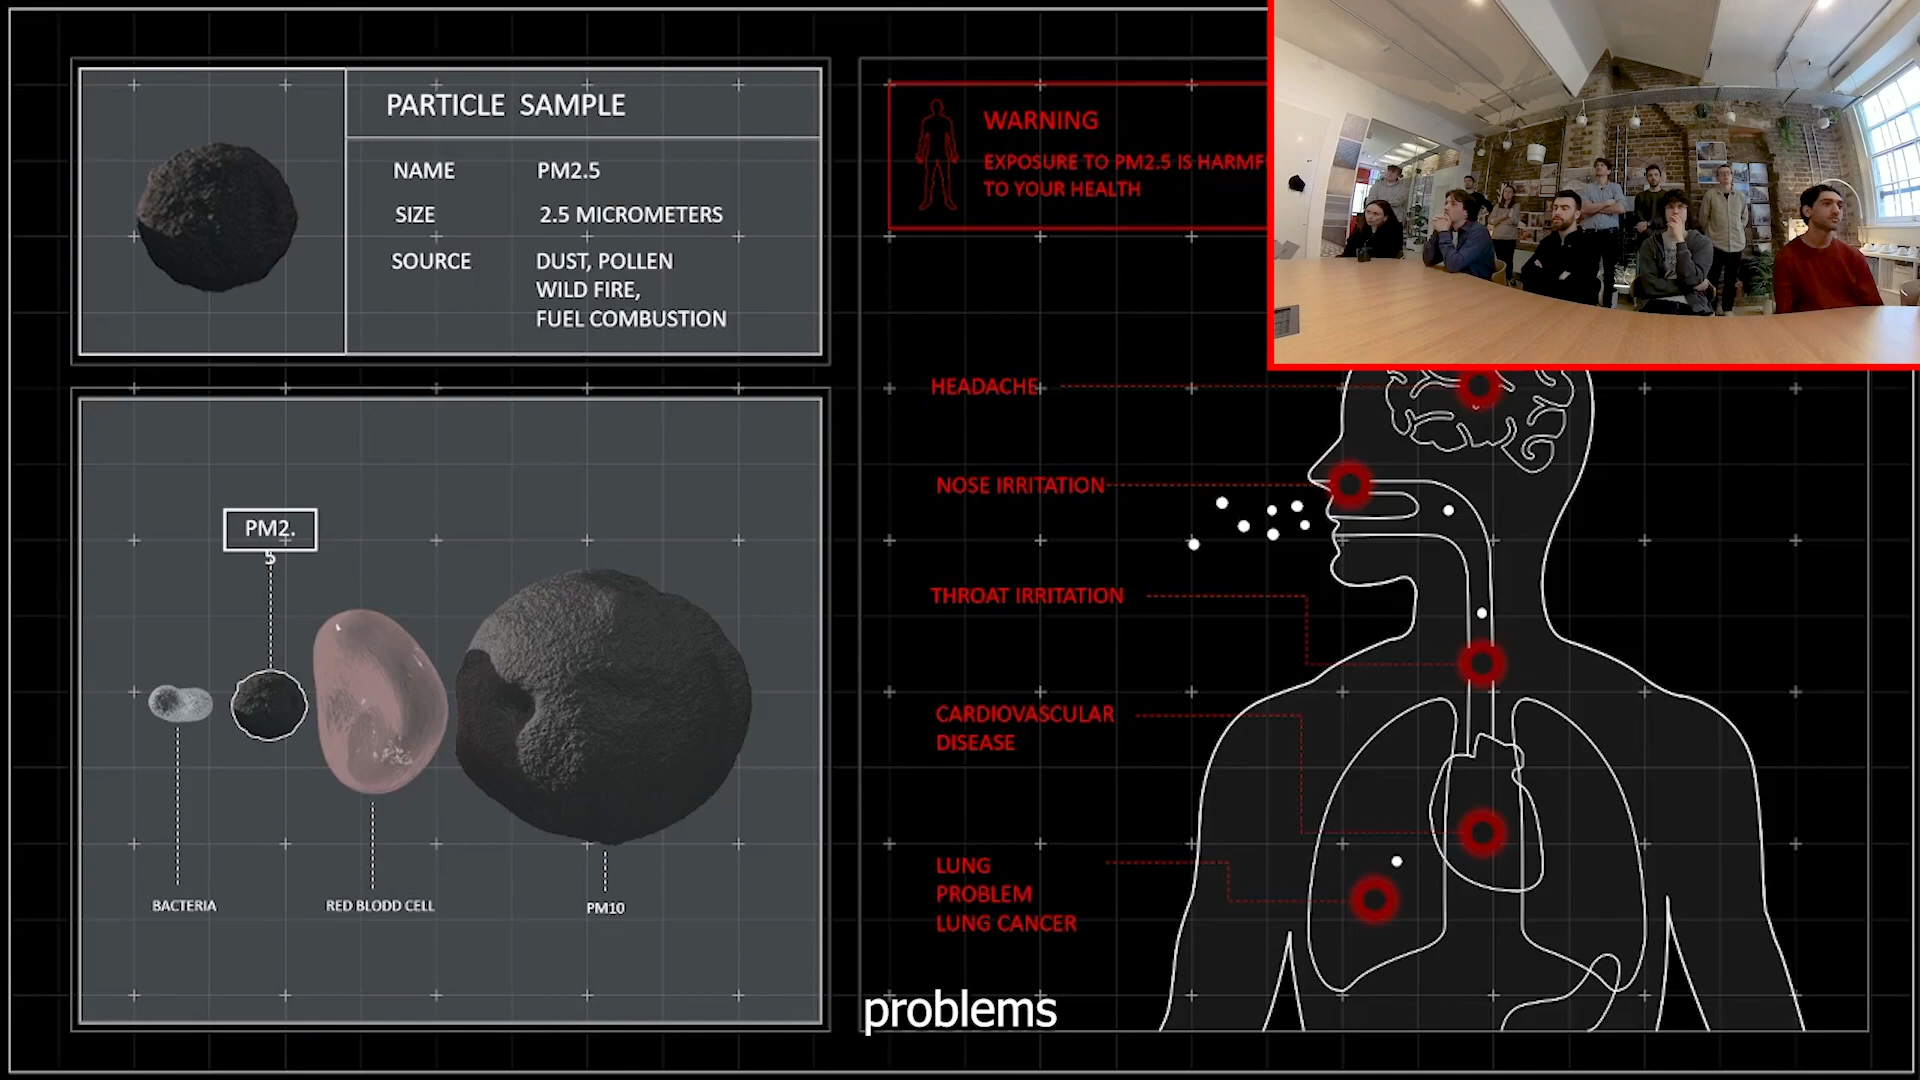 PARTICLE SAMPLE
NAME PM2.5
SIZE 2.5 MICROMETERS
SOURCE DUST, POLLEN
WILD FIRE,
FUEL COMBUSTION
PM2.
5
BACTERIA
RED BLODD CELL
PM10
WARNING
EXPOSURE TO PM2.5 IS HARMF
TO YOUR HEALTH
HEADACHE
NOSE IRRITATION
THROAT IRRITATION
CARDIOVASCULAR
DISEASE
LUNG
PROBLEM
LUNG CANCER
problems